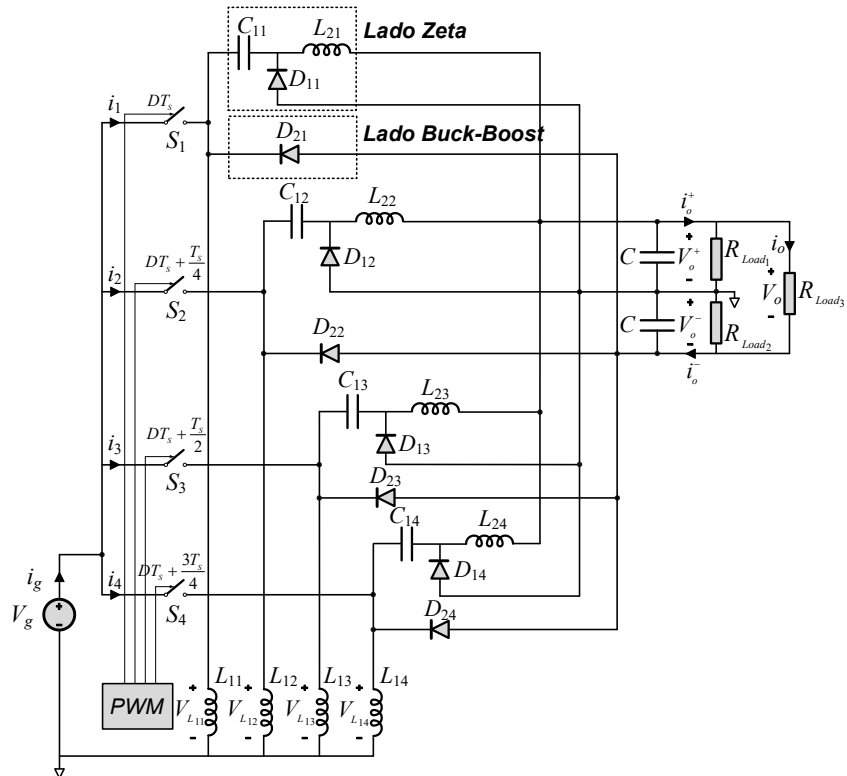 C11
L21
Lado Zeta
D11
i1
DTs
S1
D21
Lado Buck-Boost
C12
L22
D12
i2
DTs + Ts/4
S2
D22
C
Vo+
io+
RLoad1
io
Vo
RLoad3
C
Vo-
RLoad2
io-
C13
L23
D13
i3
DTs + Ts/2
S3
D23
C14
L24
D14
i4
DTs + 3Ts/4
S4
D24
ig
Vg
PWM
L11
L12
L13
L14
VL11
VL12
VL13
VL14